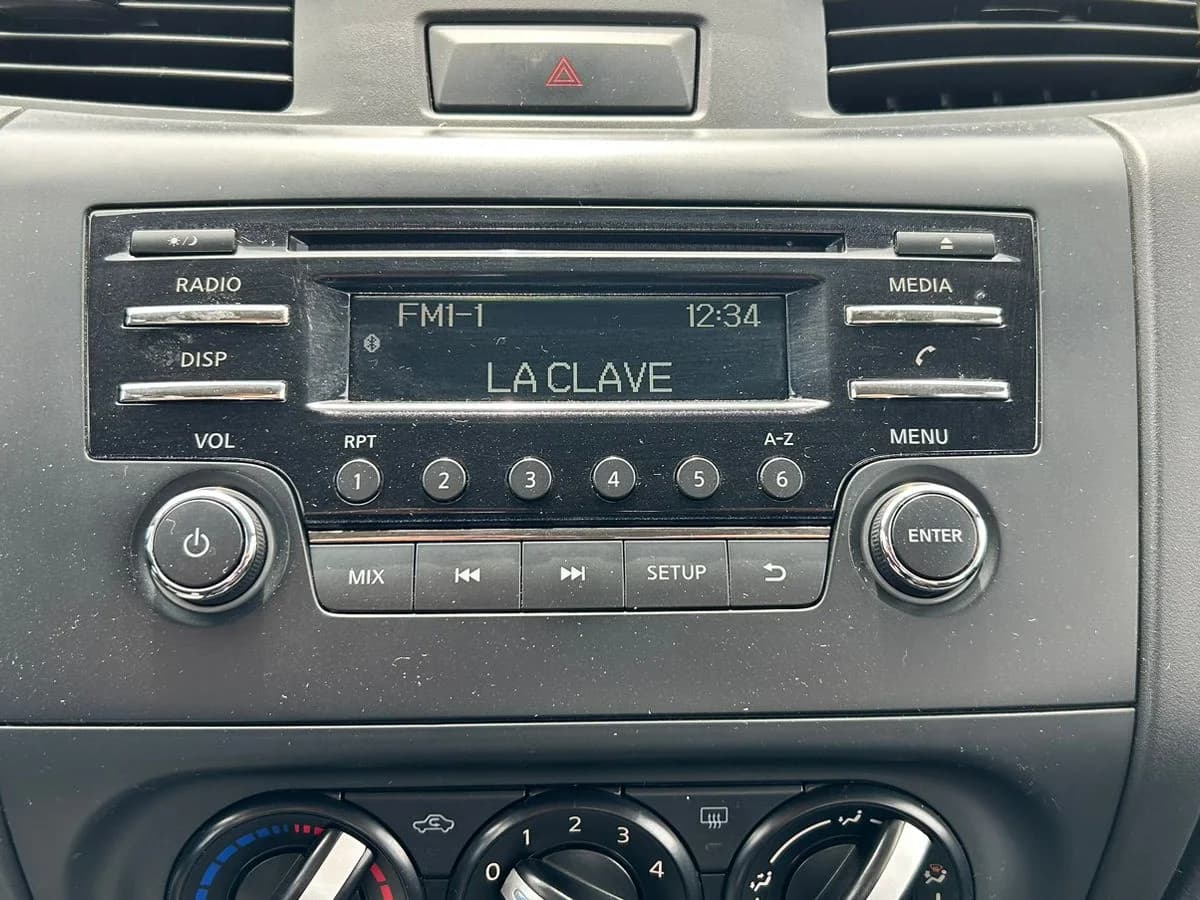 RADIO
MEDIA
FM1-1 12:34
DISP
LA CLAVE
VOL
RPT
A-Z
MENU
1 2 3 4 5 6
ENTER
MIX
SETUP
0 1 2 3 4